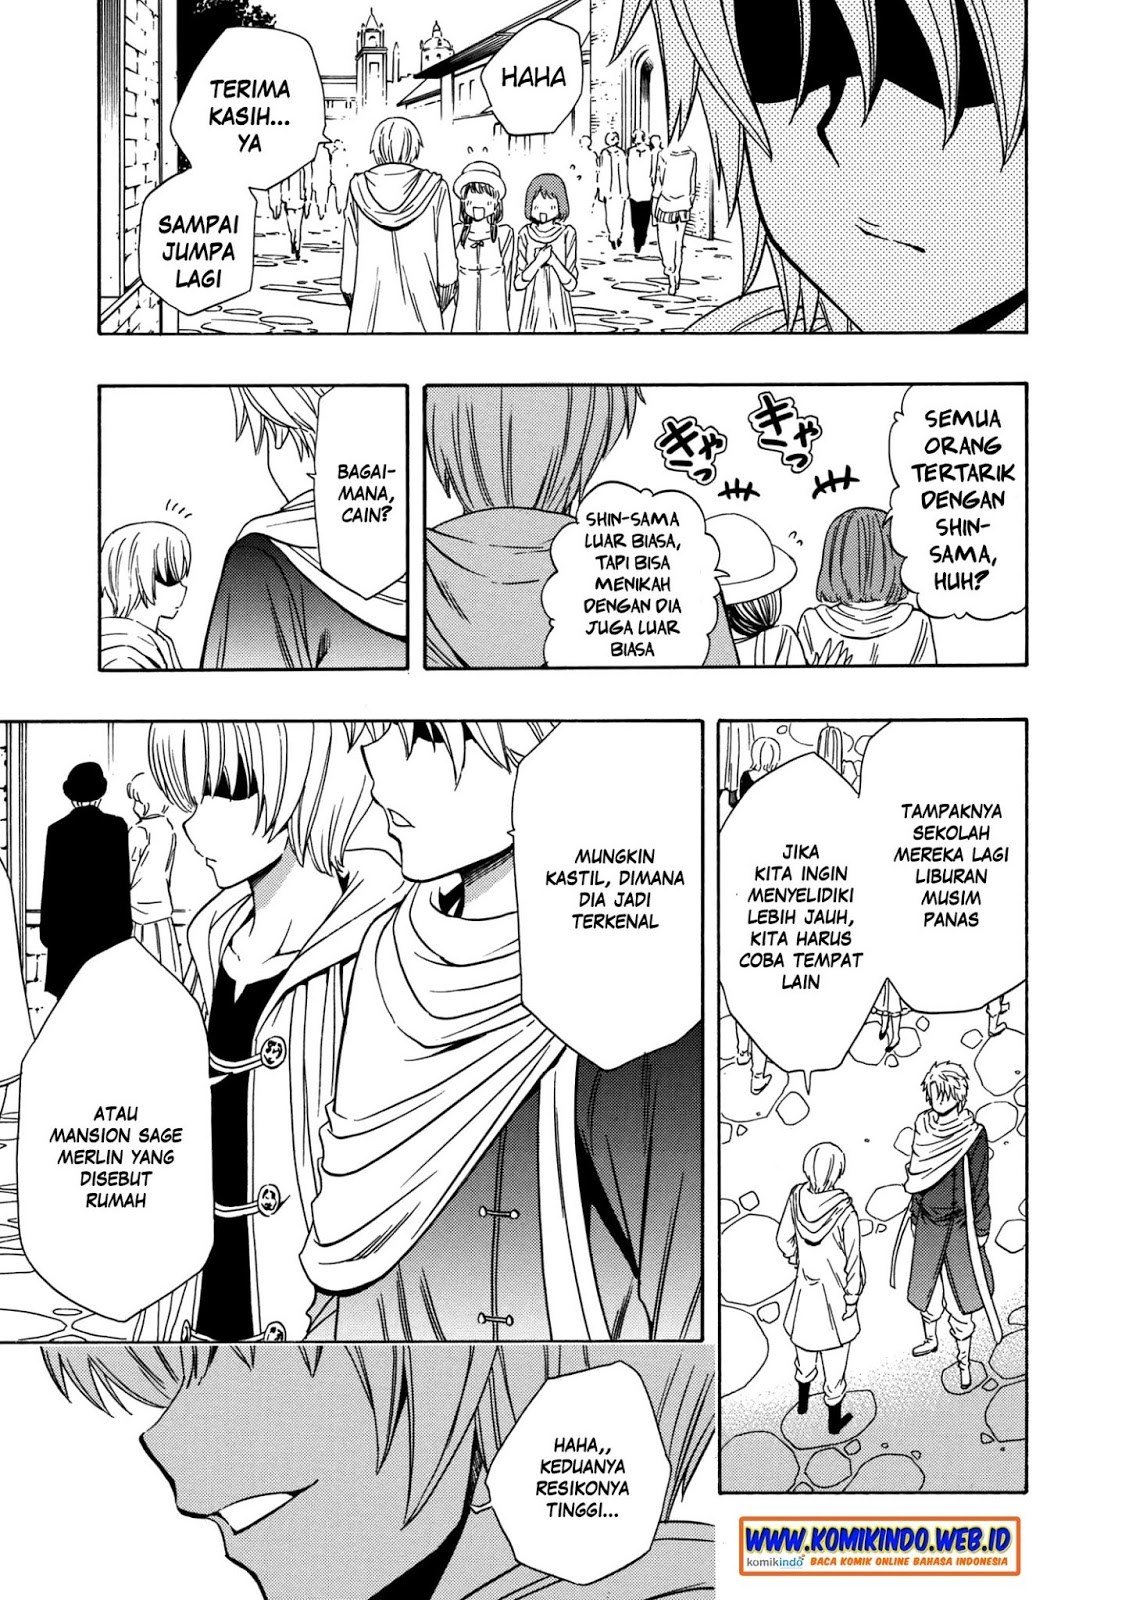 HAHA
TERIMA
KASIH...
YA
SAMPAI
JUMPA
LAGI
SEMUA
ORANG
TERTARIK
DENGAN
SHIN-
SAMA,
HUH?
キャっ
キャっ
SHIN-SAMA
LUAR BIASA,
TAPI BISA
MENIKAH
DENGAN DIA
JUGA LUAR
BIASA
BAGAI-
MANA,
CAIN?
TAMPAKNYA
SEKOLAH
MEREKA LAGI
LIBURAN
MUSIM
PANAS
JIKA
KITA INGIN
MENYELIDIKI
LEBIH JAUH,
KITA HARUS
COBA TEMPAT
LAIN
MUNGKIN
KASTIL, DIMANA
DIA JADI
TERKENAL
ATAU
MANSION SAGE
MERLIN YANG
DISEBUT
RUMAH
HAHA,,
KEDUANYA
RESIKONYA
TINGGI...
WWW.KOMIKINDO.WEB.ID
komikindo BACA KOMIK ONLINE BAHASA INDONESIA